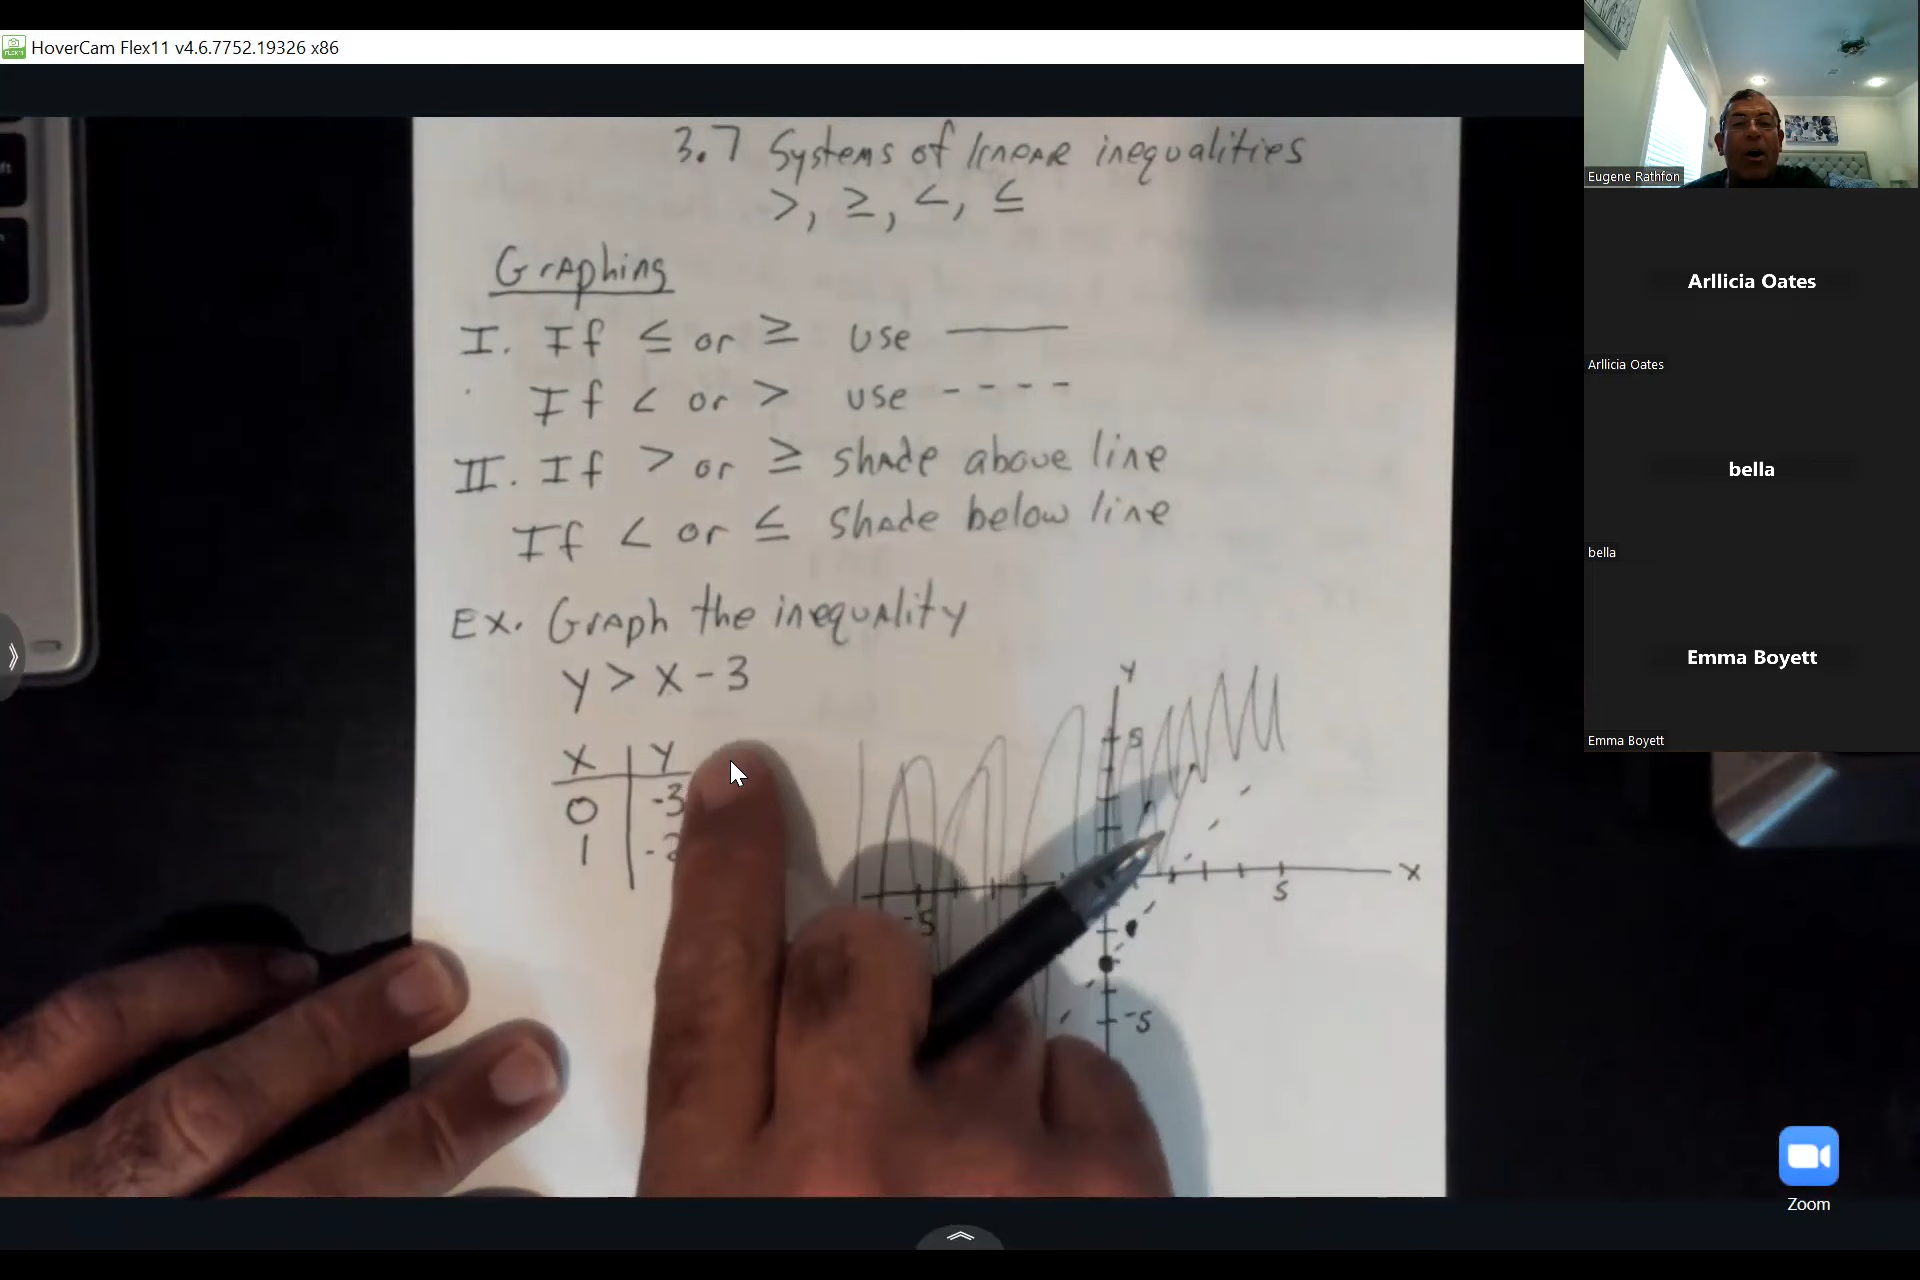 HoverCam Flex11 v4.6.7752.19326 x86
3.7 Systems of linear inequalities
>, ≥, <, ≤
Graphing
I. If ≤ or ≥ use ———
If < or > use - - - -
II. If > or ≥ shade above line
If < or ≤ shade below line
Ex. Graph the inequality
y > x - 3
x | y
0 | -3
1 | -2
y
5
x
-5
5
-5
Eugene Rathfon
Arllicia Oates
Arllicia Oates
bella
bella
Emma Boyett
Emma Boyett
Zoom